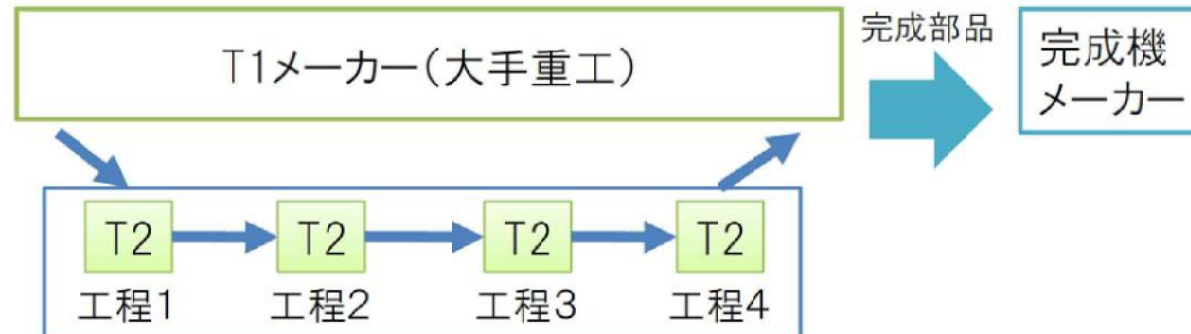 T1メーカー(大手重工)
完成部品
完成機
メーカー
T2
T2
T2
T2
工程1
工程2
工程3
工程4